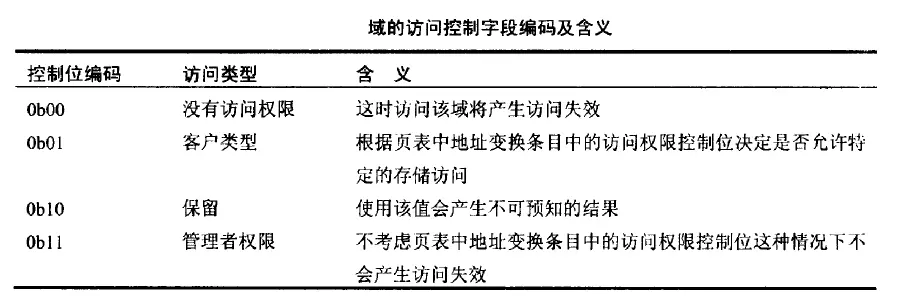 域的访问控制字段编码及含义
控制位编码 访问类型 含 义
0b00 没有访问权限 这时访问该域将产生访问失效
0b01 客户类型 根据页表中地址变换条目中的访问权限控制位决定是否允许特
定的存储访问
0b10 保留 使用该值会产生不可预知的结果
0b11 管理者权限 不考虑页表中地址变换条目中的访问权限控制位这种情况下不
会产生访问失效